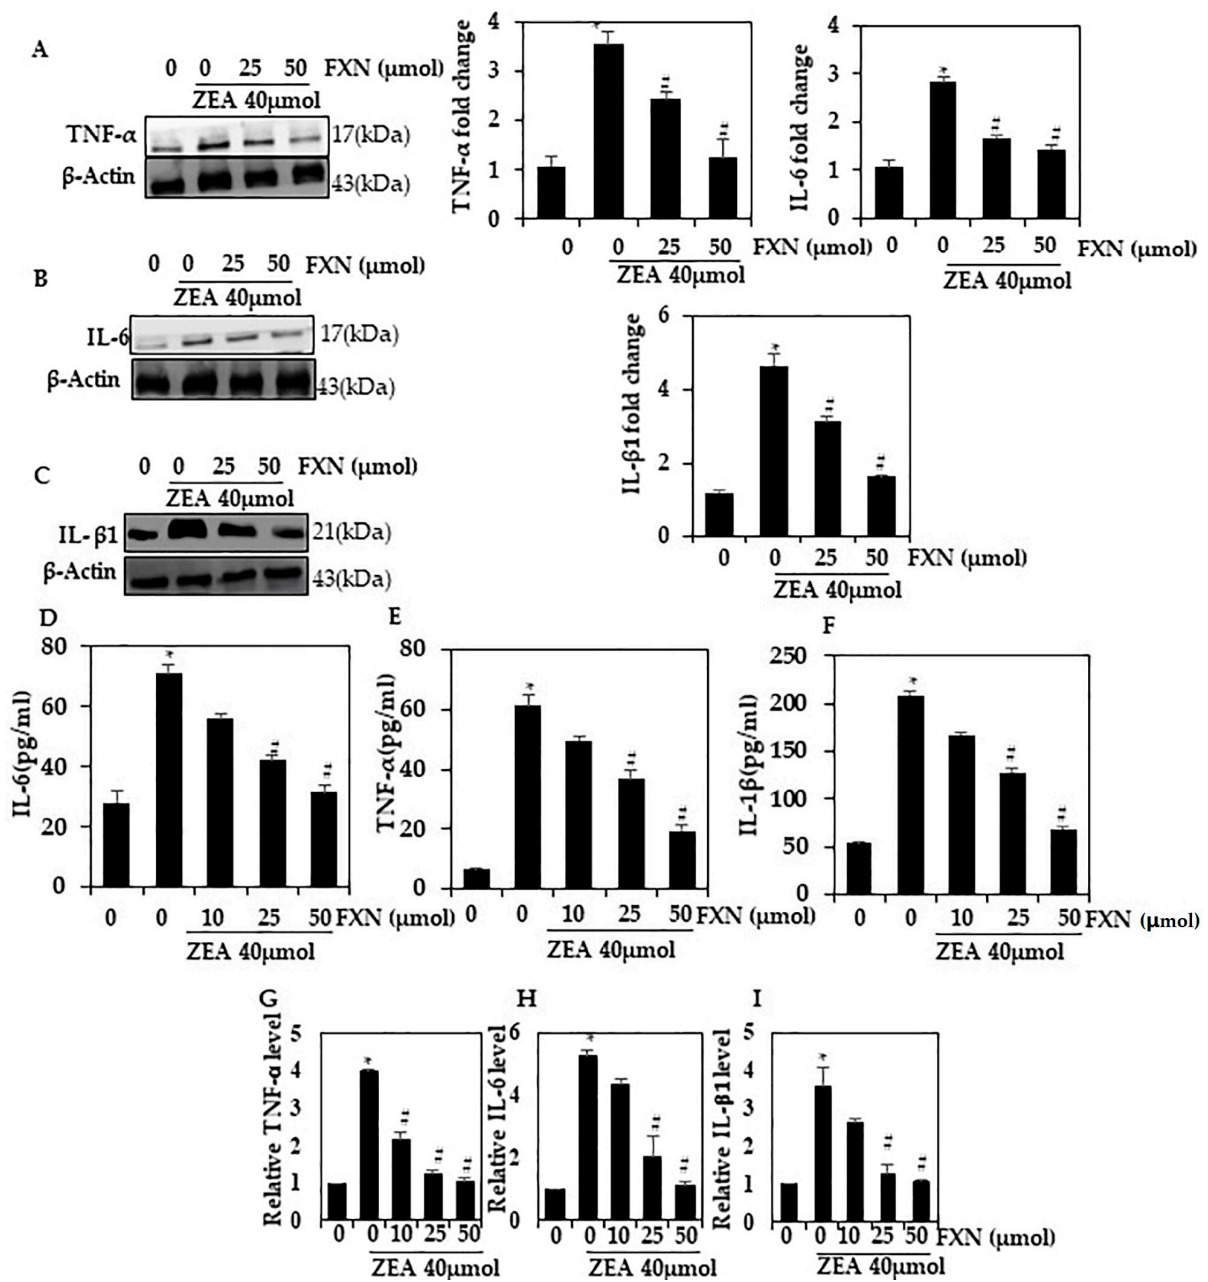 A
0 0 25 50 FXN (μmol)
ZEA 40μmol
TNF-α 17(kDa)
β-Actin 43(kDa)
TNF-α fold change
4
3
2
1
0
*
#
#
0 0 25 50 FXN (μmol)
ZEA 40μmol
IL-6 fold change
4
3
2
1
0
*
#
#
0 0 25 50 FXN (μmol)
ZEA 40μmol
B
0 0 25 50 FXN (μmol)
ZEA 40μmol
IL-6 17(kDa)
β-Actin 43(kDa)
IL-β1 fold change
6
4
2
0
*
#
#
0 0 25 50 FXN (μmol)
ZEA 40μmol
C
0 0 25 50 FXN (μmol)
ZEA 40μmol
IL- β1 21(kDa)
β-Actin 43(kDa)
D
IL-6(pg/ml)
80
60
40
20
0
*
#
#
0 0 10 25 50 FXN (μmol)
ZEA 40μmol
E
TNF-α(pg/ml)
80
60
40
20
0
*
#
#
0 0 10 25 50 FXN (μmol)
ZEA 40μmol
F
IL-1β(pg/ml)
250
200
150
100
50
0
*
#
#
0 0 10 25 50 FXN (μmol)
ZEA 40μmol
G
Relative TNF-α level
5
4
3
2
1
0
*
#
#
#
0 0 10 25 50
ZEA 40μmol
H
Relative IL-6 level
6
4
2
0
*
#
#
0 0 10 25 50
ZEA 40μmol
I
Relative IL-β1 level
5
4
3
2
1
0
*
#
#
0 0 10 25 50 FXN (μmol)
ZEA 40μmol